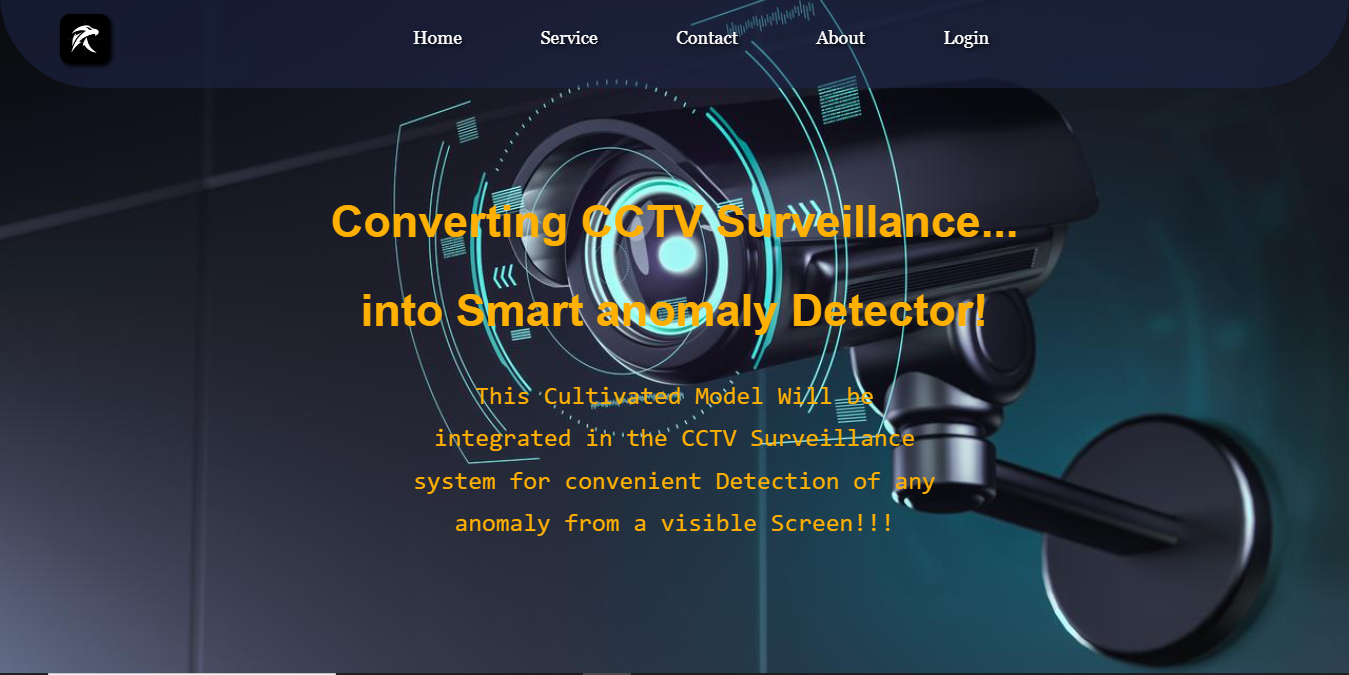 Home Service Contact About Login
Converting CCTV Surveillance...
into Smart anomaly Detector!
This Cultivated Model Will be
integrated in the CCTV Surveillance
system for convenient Detection of any
anomaly from a visible Screen!!!